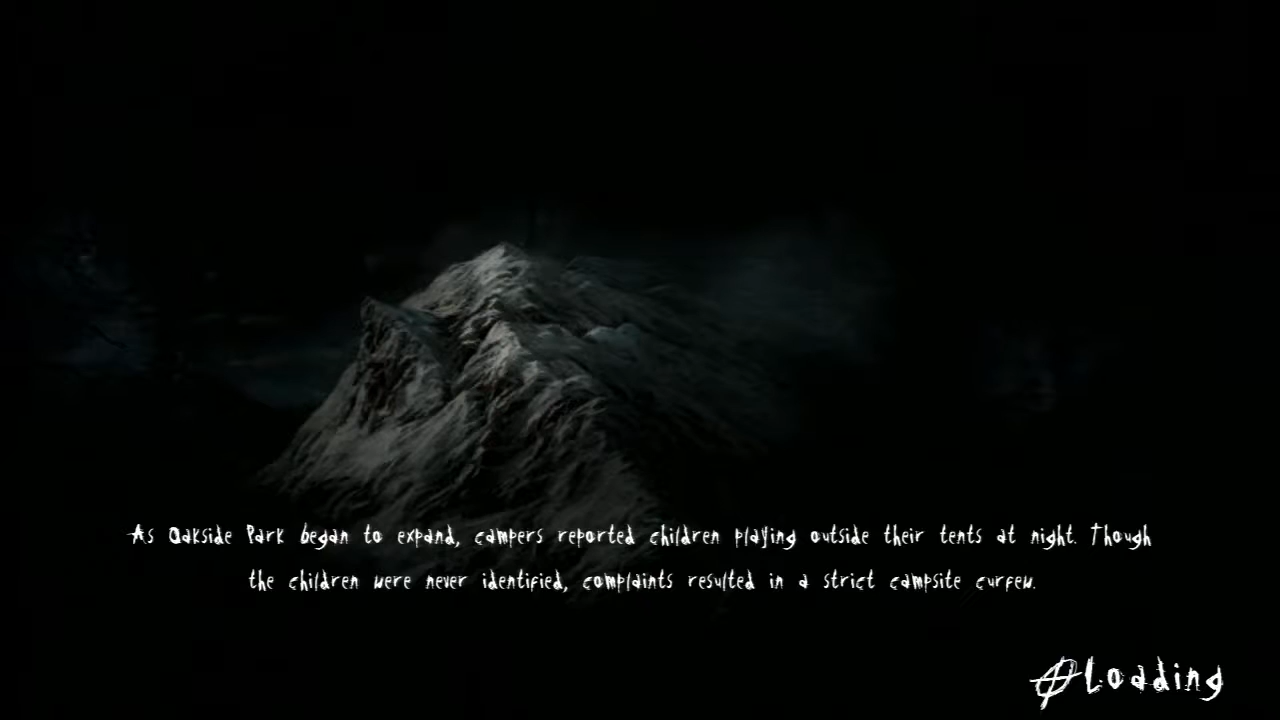 As Oakside Park began to expand, campers reported children playing outside their tents at night. Though
the children were never identified, complaints resulted in a strict campsite curfew.
Loading